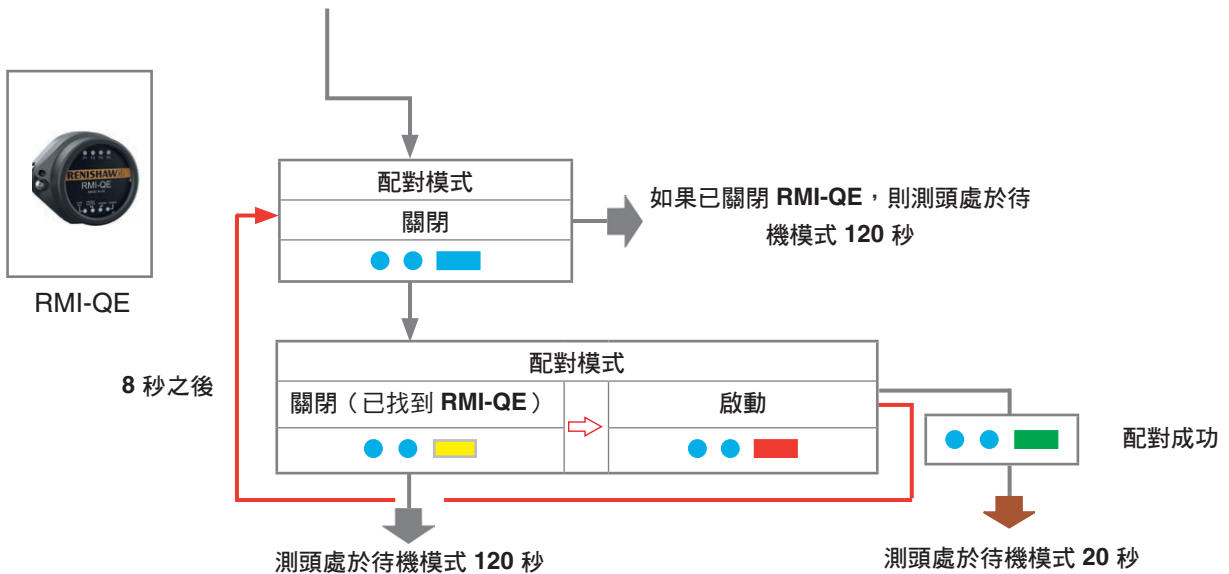 RENISHAW
RMI-QE
RMI-QE
配對模式
關閉
如果已關閉 RMI-QE，則測頭處於待
機模式 120 秒
8 秒之後
配對模式
關閉（已找到 RMI-QE）
啟動
配對成功
測頭處於待機模式 120 秒
測頭處於待機模式 20 秒